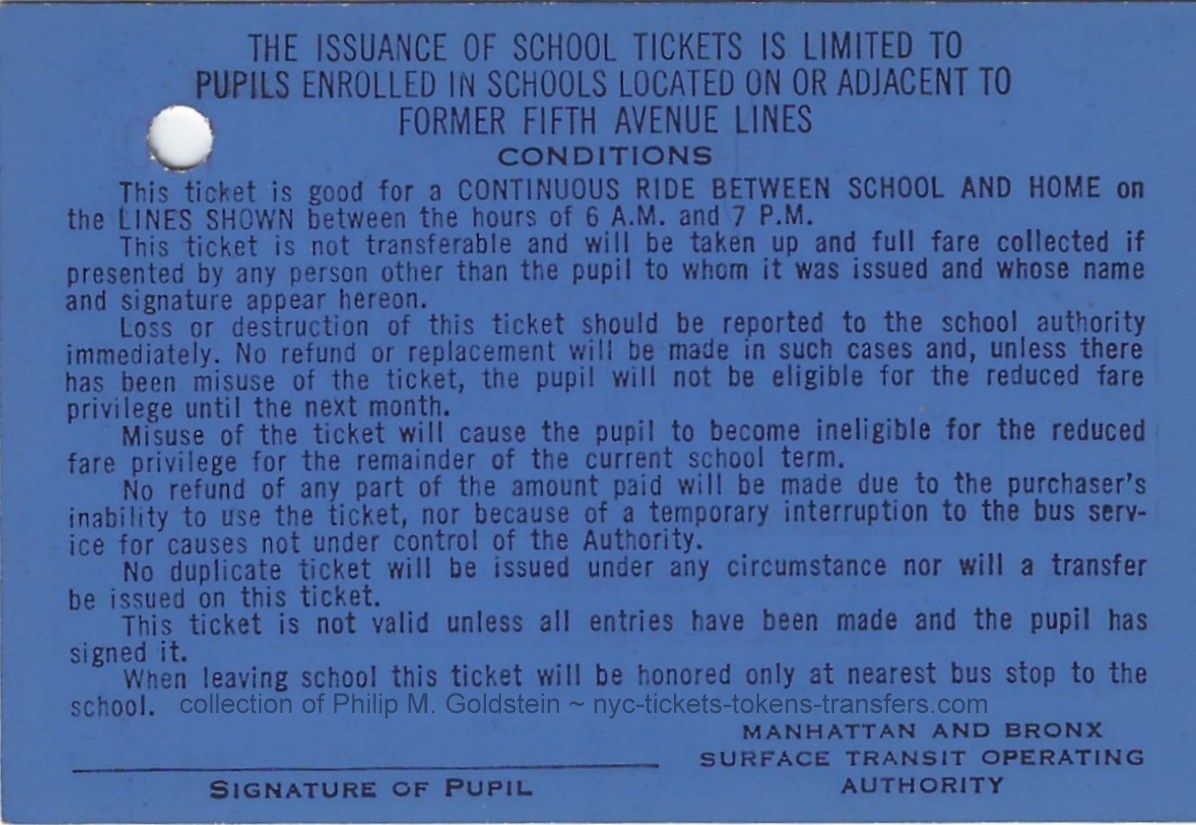 THE ISSUANCE OF SCHOOL TICKETS IS LIMITED TO
PUPILS ENROLLED IN SCHOOLS LOCATED ON OR ADJACENT TO
FORMER FIFTH AVENUE LINES
CONDITIONS
This ticket is good for a CONTINUOUS RIDE BETWEEN SCHOOL AND HOME on
the LINES SHOWN between the hours of 6 A.M. and 7 P.M.
This ticket is not transferable and will be taken up and full fare collected if
presented by any person other than the pupil to whom it was issued and whose name
and signature appear hereon.
Loss or destruction of this ticket should be reported to the school authority
immediately. No refund or replacement will be made in such cases and, unless there
has been misuse of the ticket, the pupil will not be eligible for the reduced fare
privilege until the next month.
Misuse of the ticket will cause the pupil to become ineligible for the reduced
fare privilege for the remainder of the current school term.
No refund of any part of the amount paid will be made due to the purchaser's
inability to use the ticket, nor because of a temporary interruption to the bus serv-
ice for causes not under control of the Authority.
No duplicate ticket will be issued under any circumstance nor will a transfer
be issued on this ticket.
This ticket is not valid unless all entries have been made and the pupil has
signed it.
When leaving school this ticket will be honored only at nearest bus stop to the
school.
collection of Philip M. Goldstein ~ nyc-tickets-tokens-transfers.com
MANHATTAN AND BRONX
SURFACE TRANSIT OPERATING
AUTHORITY
SIGNATURE OF PUPIL